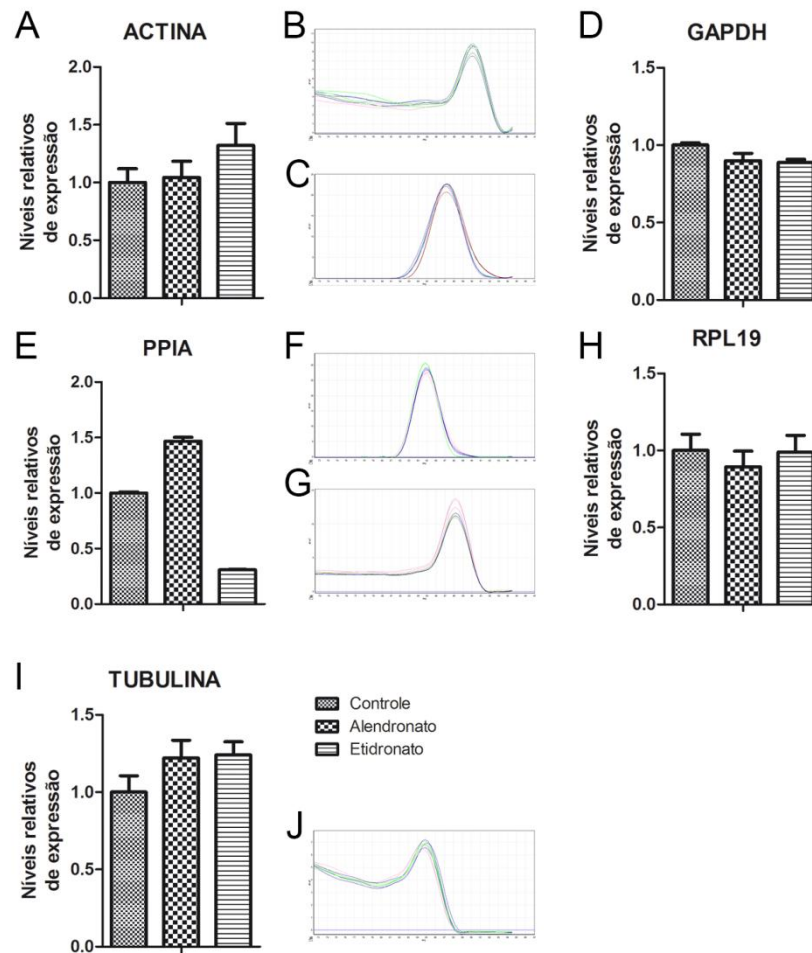 A
ACTINA
Níveis relativos
de expressão
2.0
1.5
1.0
0.5
0.0
B
C
D
GAPDH
Níveis relativos
de expressão
1.5
1.0
0.5
0.0
E
PPIA
Níveis relativos
de expressão
2.0
1.5
1.0
0.5
0.0
F
G
H
RPL19
Níveis relativos
de expressão
1.5
1.0
0.5
0.0
I
TUBULINA
Níveis relativos
de expressão
1.5
1.0
0.5
0.0
Controle
Alendronato
Etidronato
J